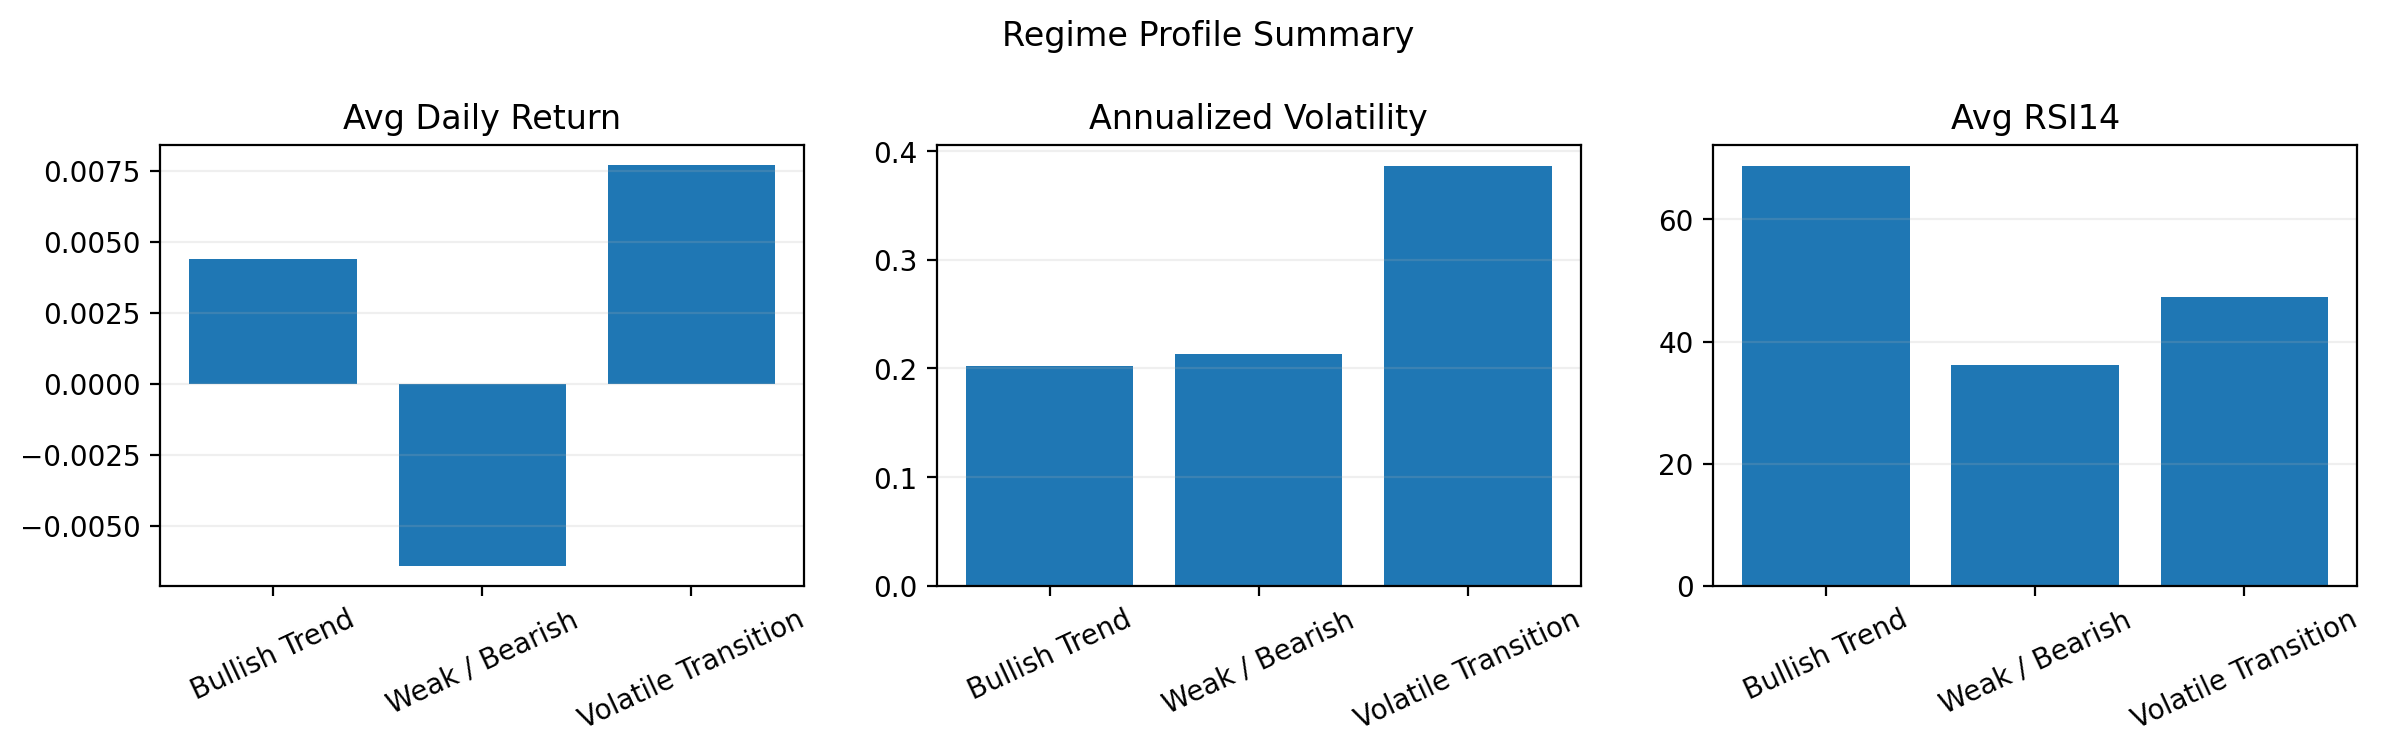 Regime Profile Summary
Avg Daily Return
0.0075
0.0050
0.0025
0.0000
−0.0025
−0.0050
Bullish Trend
Weak / Bearish
Volatile Transition
Annualized Volatility
0.4
0.3
0.2
0.1
0.0
Bullish Trend
Weak / Bearish
Volatile Transition
Avg RSI14
60
40
20
0
Bullish Trend
Weak / Bearish
Volatile Transition